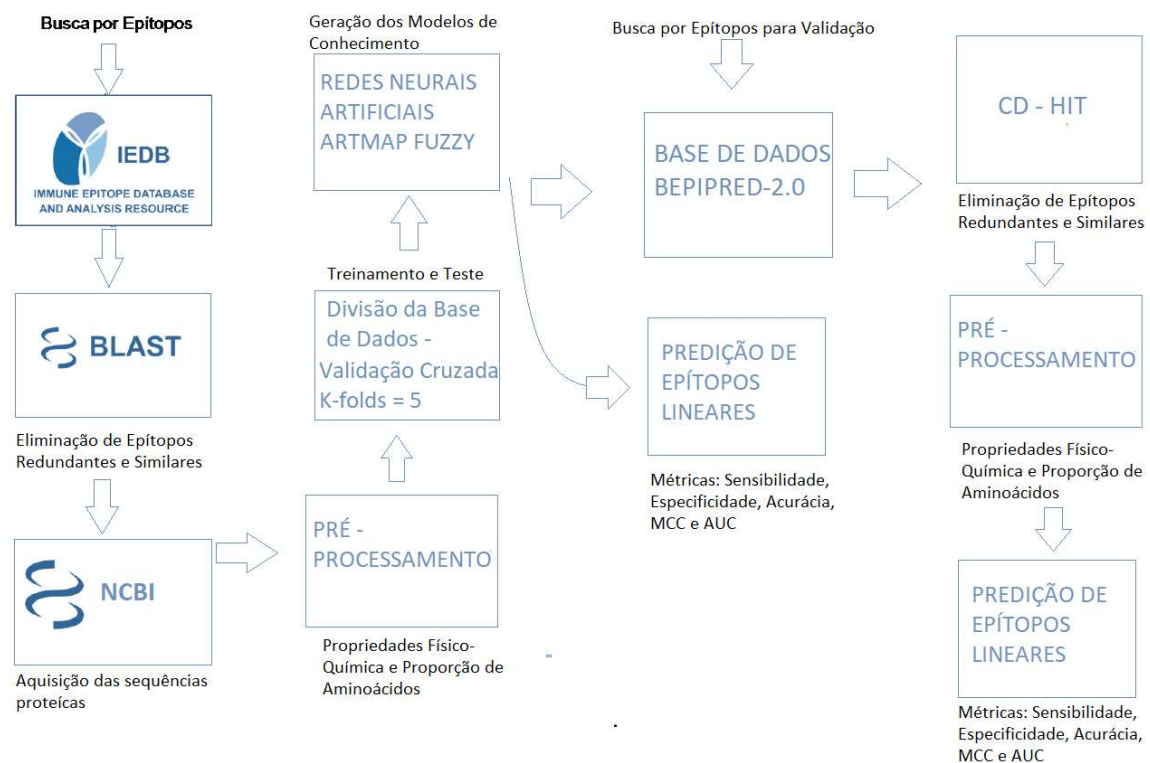 Busca por Epítopos
IEDB
IMMUNE EPITOPE DATABASE
AND ANALYSIS RESOURCE
BLAST
Eliminação de Epítopos
Redundantes e Similares
NCBI
Aquisição das sequências
proteícas
PRÉ -
PROCESSAMENTO
Propriedades Físico-
Química e Proporção de
Aminoácidos
Treinamento e Teste
Divisão da Base
de Dados -
Validação Cruzada
K-folds = 5
Geração dos Modelos de
Conhecimento
REDES NEURAIS
ARTIFICIAIS
ARTMAP FUZZY
Busca por Epítopos para Validação
BASE DE DADOS
BEPIPRED-2.0
PREDIÇÃO DE
EPÍTOPOS
LINEARES
Métricas: Sensibilidade,
Especificidade, Acurácia,
MCC e AUC
CD - HIT
Eliminação de Epítopos
Redundantes e Similares
PRÉ -
PROCESSAMENTO
Propriedades Físico-
Química e Proporção de
Aminoácidos
PREDIÇÃO DE
EPÍTOPOS
LINEARES
Métricas: Sensibilidade,
Especificidade, Acurácia,
MCC e AUC